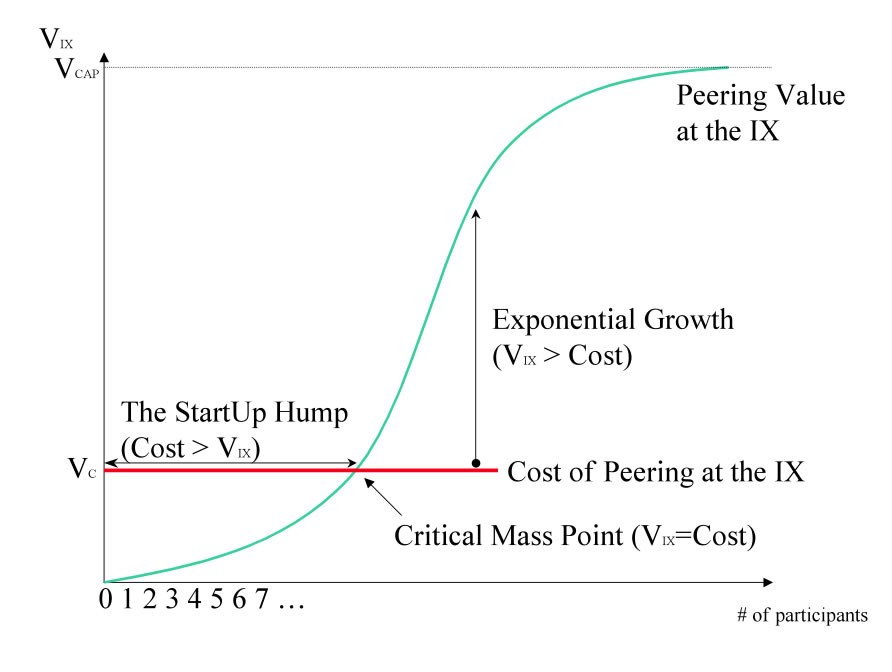 VIX
VCAP
Peering Value
at the IX
Exponential Growth
(VIX > Cost)
The StartUp Hump
(Cost > VIX)
VC
Cost of Peering at the IX
Critical Mass Point (VIX=Cost)
0 1 2 3 4 5 6 7 …
# of participants